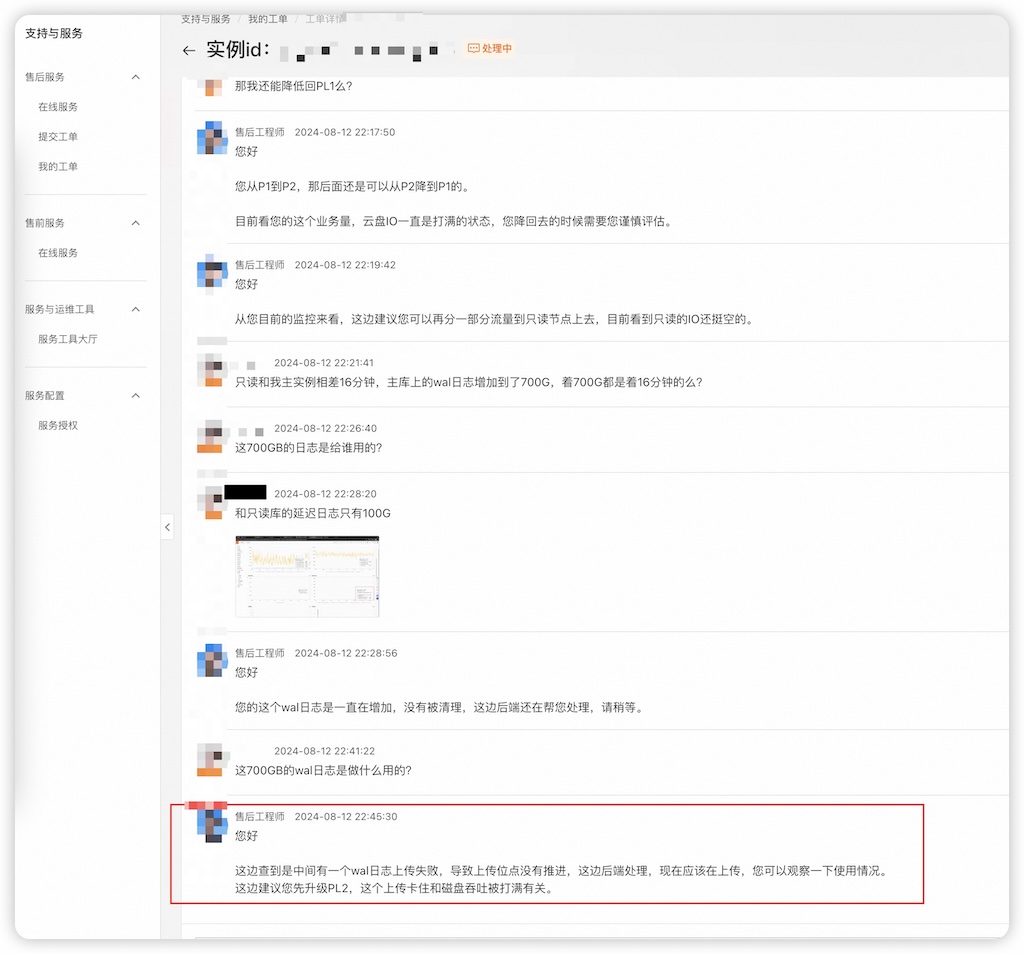 支持与服务
售后服务
在线服务
提交工单
我的工单
售前服务
在线服务
服务与运维工具
服务工具大厅
服务配置
服务授权
支持与服务 / 我的工单 / 工单详情
← 实例id： 处理中
那我还能降低回PL1么?
售后工程师 2024-08-12 22:17:50
您好
您从P1到P2，那后面还是可以从P2降到P1的。
目前看您的这个业务量，云盘IO一直是打满的状态，您降回去的时候需要您谨慎评估。
售后工程师 2024-08-12 22:19:42
您好
从您目前的监控来看，这边建议您可以再分一部分流量到只读节点上去，目前看到只读的IO还挺空的。
2024-08-12 22:21:41
只读和我主实例相差16分钟，主库上的wal日志增加到了700G，着700G都是着16分钟的么?
2024-08-12 22:26:40
这700GB的日志是给谁用的?
2024-08-12 22:28:20
和只读库的延迟日志只有100G
售后工程师 2024-08-12 22:28:56
您好
您的这个wal日志是一直在增加，没有被清理，这边后端还在帮您处理，请稍等。
2024-08-12 22:41:22
这700GB的wal日志是做什么用的?
售后工程师 2024-08-12 22:45:30
您好
这边查到是中间有一个wal日志上传失败，导致上传位点没有推进，这边后端处理，现在应该在上传，您可以观察一下使用情况。
这边建议您先升级PL2，这个上传卡住和磁盘吞吐被打满有关。